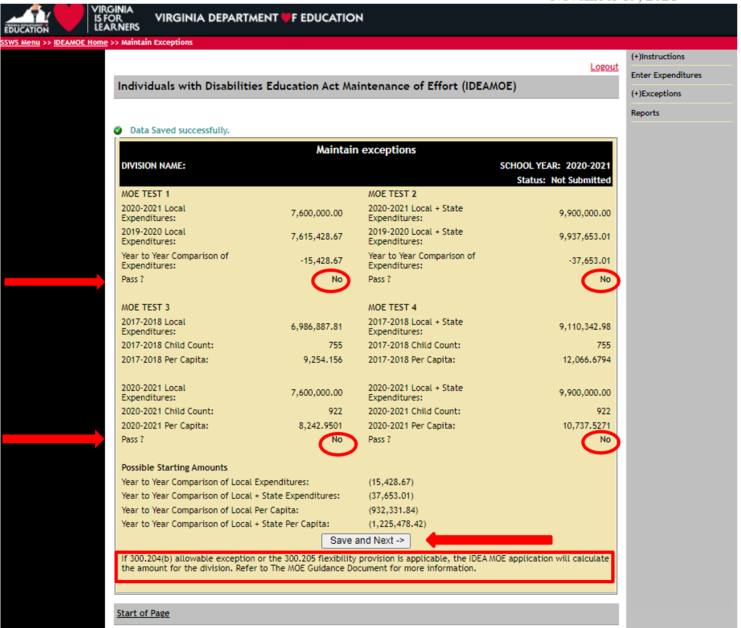 VIRGINIA
IS FOR
LEARNERS
VIRGINIA DEPARTMENT OF EDUCATION
EDUCATION
SSWS Menu >> IDEAMOE Home >> Maintain Exceptions
Logout
Individuals with Disabilities Education Act Maintenance of Effort (IDEAMOE)
(+)Instructions
Enter Expenditures
(+)Exceptions
Reports
Data Saved successfully.
Maintain exceptions
DIVISION NAME: SCHOOL YEAR: 2020-2021
Status: Not Submitted
MOE TEST 1 MOE TEST 2
2020-2021 Local Expenditures: 7,600,000.00 2020-2021 Local + State Expenditures: 9,900,000.00
2019-2020 Local Expenditures: 7,615,428.67 2019-2020 Local + State Expenditures: 9,937,653.01
Year to Year Comparison of Expenditures: -15,428.67 Year to Year Comparison of Expenditures: -37,653.01
Pass ? No Pass ? No
MOE TEST 3 MOE TEST 4
2017-2018 Local Expenditures: 6,986,887.81 2017-2018 Local + State Expenditures: 9,110,342.98
2017-2018 Child Count: 755 2017-2018 Child Count: 755
2017-2018 Per Capita: 9,254.156 2017-2018 Per Capita: 12,066.6794
2020-2021 Local Expenditures: 7,600,000.00 2020-2021 Local + State Expenditures: 9,900,000.00
2020-2021 Child Count: 922 2020-2021 Child Count: 922
2020-2021 Per Capita: 8,242.9501 2020-2021 Per Capita: 10,737.5271
Pass ? No Pass ? No
Possible Starting Amounts
Year to Year Comparison of Local Expenditures: (15,428.67)
Year to Year Comparison of Local + State Expenditures: (37,653.01)
Year to Year Comparison of Local Per Capita: (932,331.84)
Year to Year Comparison of Local + State Per Capita: (1,225,478.42)
Save and Next ->
If 300.204(b) allowable exception or the 300.205 flexibility provision is applicable, the IDEA MOE application will calculate
the amount for the division. Refer to The MOE Guidance Document for more information.
Start of Page